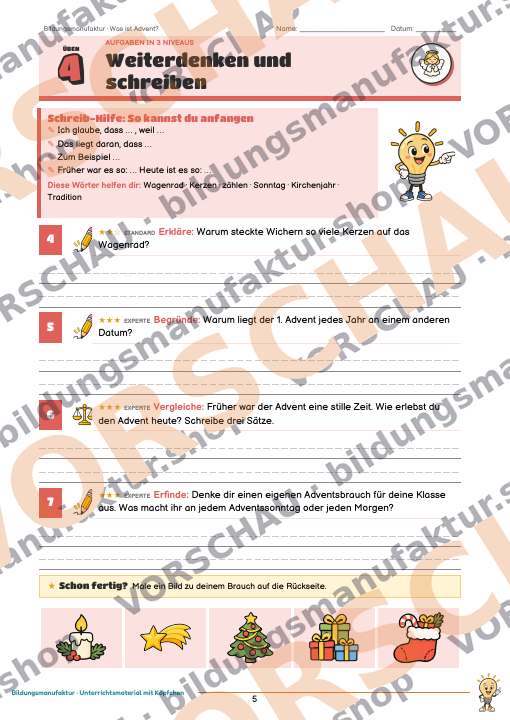 Bildungsmanufaktur · Was ist Advent?
Name:
Datum:
ÜBEN
4
AUFGABEN IN 3 NIVEAUS
Weiterdenken und
schreiben
Schreib-Hilfe: So kannst du anfangen
Ich glaube, dass … , weil …
Das liegt daran, dass …
Zum Beispiel …
Früher war es so: … Heute ist es so: …
Diese Wörter helfen dir: Wagenrad · Kerzen · zählen · Sonntag · Kirchenjahr ·
Tradition
4
STANDARD Erkläre: Warum steckte Wichern so viele Kerzen auf das
Wagenrad?
5
★★★ EXPERTE Begründe: Warum liegt der 1. Advent jedes Jahr an einem anderen
Datum?
6
★★★ EXPERTE Vergleiche: Früher war der Advent eine stille Zeit. Wie erlebst du
den Advent heute? Schreibe drei Sätze.
7
★★★ EXPERTE Erfinde: Denke dir einen eigenen Adventsbrauch für deine Klasse
aus. Was macht ihr an jedem Adventssonntag oder jeden Morgen?
★ Schon fertig? Male ein Bild zu deinem Brauch auf die Rückseite.
Bildungsmanufaktur · Unterrichtsmaterial mit Köpfchen
5
VORSCHAU · bildungsmanufaktur.shop
VORSCHAU